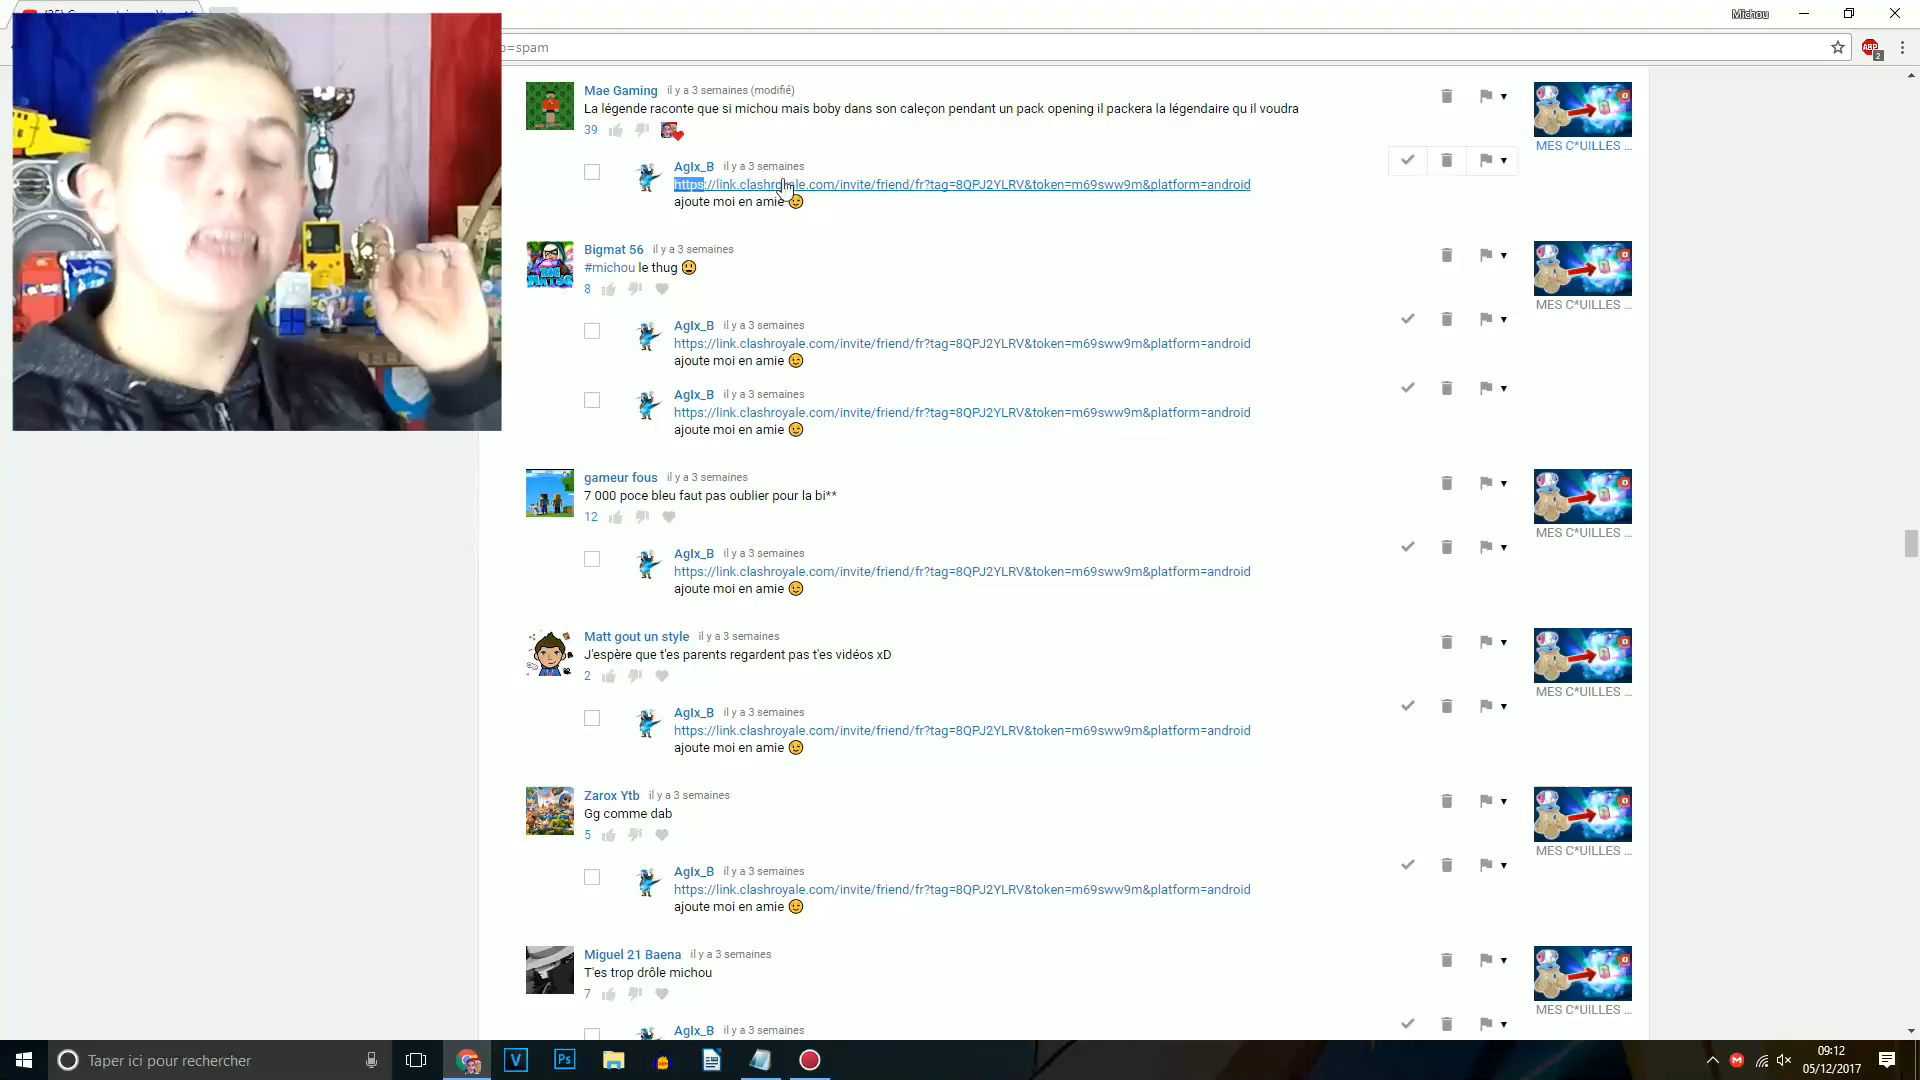 Michou
=spam
Mae Gaming il y a 3 semaines (modifié)
La légende raconte que si michou mais boby dans son caleçon pendant un pack opening il packera la légendaire qu il voudra
39
MES C*UILLES ...
AgIx_B il y a 3 semaines
https://link.clashroyale.com/invite/friend/fr?tag=8QPJ2YLRV&token=m69sww9m&platform=android
ajoute moi en amie 😉
Bigmat 56 il y a 3 semaines
#michou le thug 😃
8
MES C*UILLES ...
AgIx_B il y a 3 semaines
https://link.clashroyale.com/invite/friend/fr?tag=8QPJ2YLRV&token=m69sww9m&platform=android
ajoute moi en amie 😉
AgIx_B il y a 3 semaines
https://link.clashroyale.com/invite/friend/fr?tag=8QPJ2YLRV&token=m69sww9m&platform=android
ajoute moi en amie 😉
gameur fous il y a 3 semaines
7 000 poce bleu faut pas oublier pour la bi**
12
MES C*UILLES ...
AgIx_B il y a 3 semaines
https://link.clashroyale.com/invite/friend/fr?tag=8QPJ2YLRV&token=m69sww9m&platform=android
ajoute moi en amie 😉
Matt gout un style il y a 3 semaines
J'espère que t'es parents regardent pas t'es vidéos xD
2
MES C*UILLES ...
AgIx_B il y a 3 semaines
https://link.clashroyale.com/invite/friend/fr?tag=8QPJ2YLRV&token=m69sww9m&platform=android
ajoute moi en amie 😉
Zarox Ytb il y a 3 semaines
Gg comme dab
5
MES C*UILLES ...
AgIx_B il y a 3 semaines
https://link.clashroyale.com/invite/friend/fr?tag=8QPJ2YLRV&token=m69sww9m&platform=android
ajoute moi en amie 😉
Miguel 21 Baena il y a 3 semaines
T'es trop drôle michou
7
MES C*UILLES ...
AgIx_B il y a 3 semaines
Taper ici pour rechercher
09:12
05/12/2017